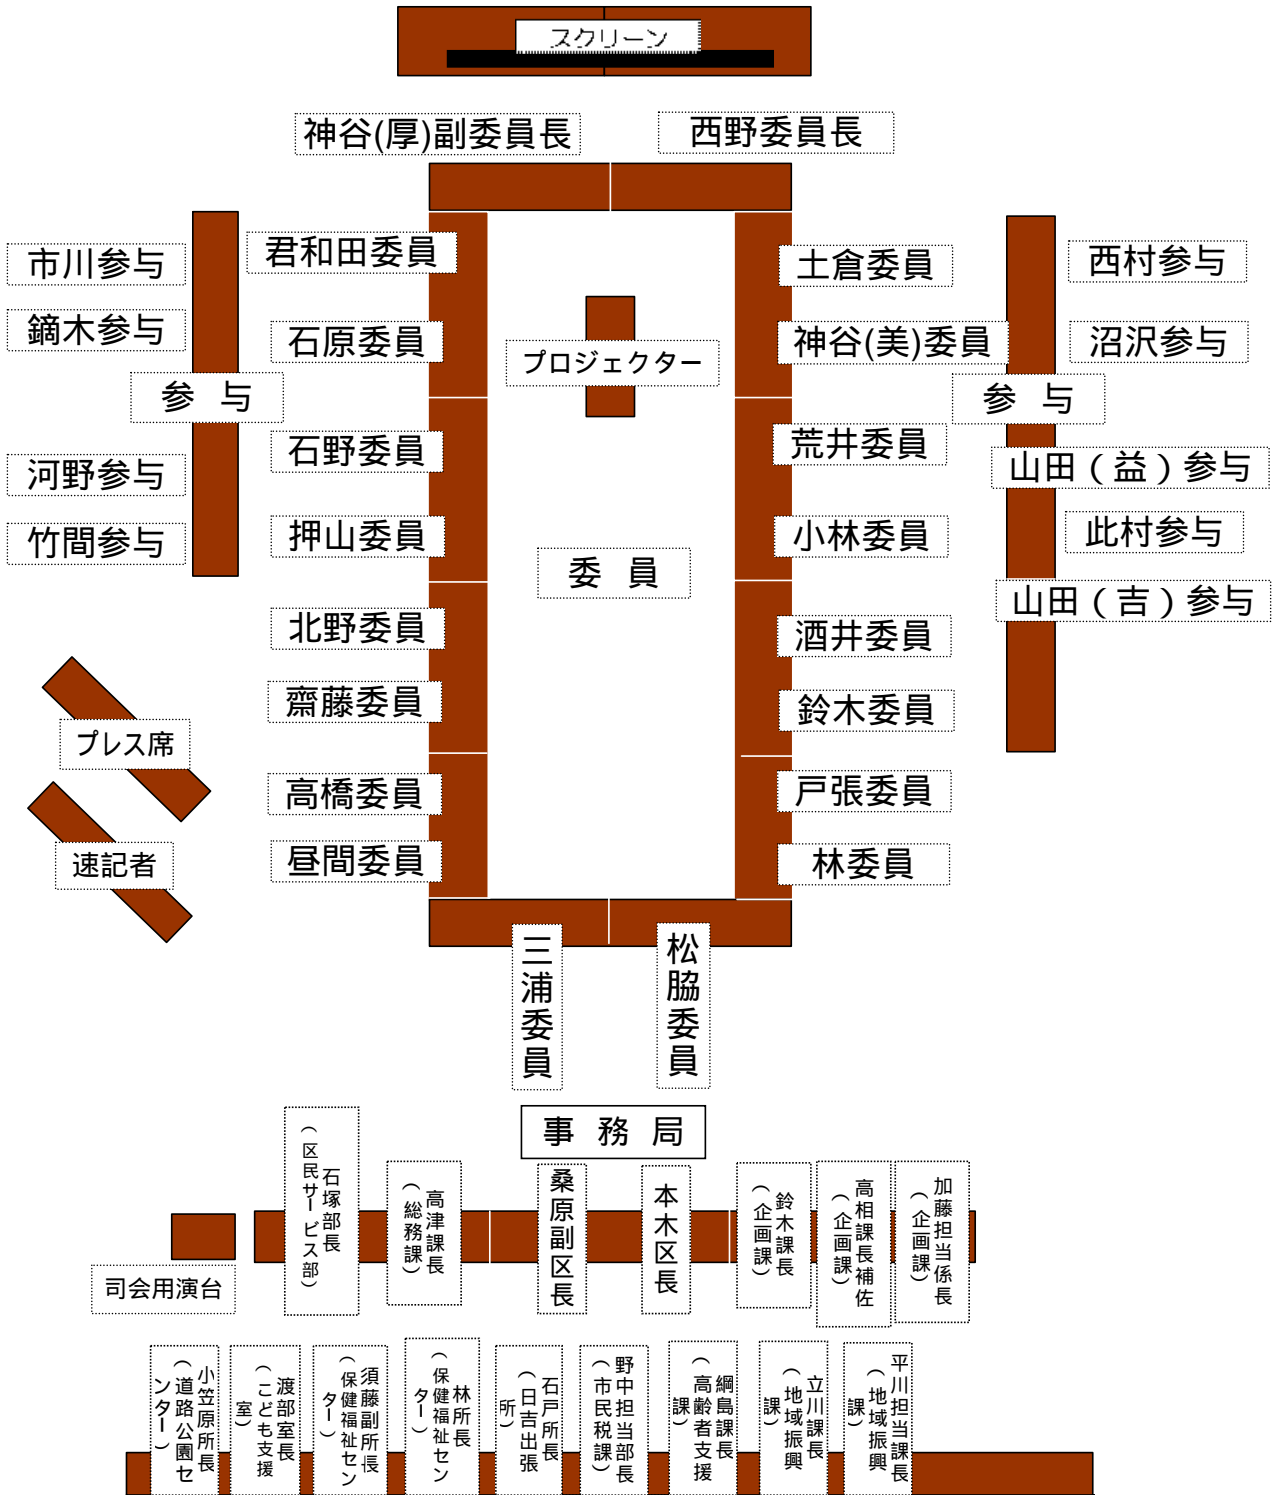 スクリーン
神谷(厚)副委員長
西野委員長
君和田委員
土倉委員
市川参与
西村参与
石原委員
プロジェクター
神谷(美)委員
鏑木参与
沼沢参与
参 与
参 与
石野委員
荒井委員
河野参与
山田(益)参与
押山委員
小林委員
竹間参与
此村参与
委 員
北野委員
酒井委員
山田(吉)参与
齋藤委員
鈴木委員
プレス席
高橋委員
戸張委員
速記者
昼間委員
林委員
三浦委員
松脇委員
事 務 局
石塚部長
(区民サービス部)
高津課長
(総務課)
桑原副区長
本木区長
鈴木課長
(企画課)
高相課長補佐
(企画課)
加藤担当係長
(企画課)
司会用演台
小笠原所長
(道路公園セ
ンター)
渡部室長
(こども支援
室)
須藤副所長
(保健福祉セン
ター)
林所長
(保健福祉セン
ター)
石戸所長
(日吉出張
所)
野中担当部長
(市民税課)
綱島課長
(高齢者支援
課)
立川課長
(地域振興
課)
平川担当課長
(地域振興
課)